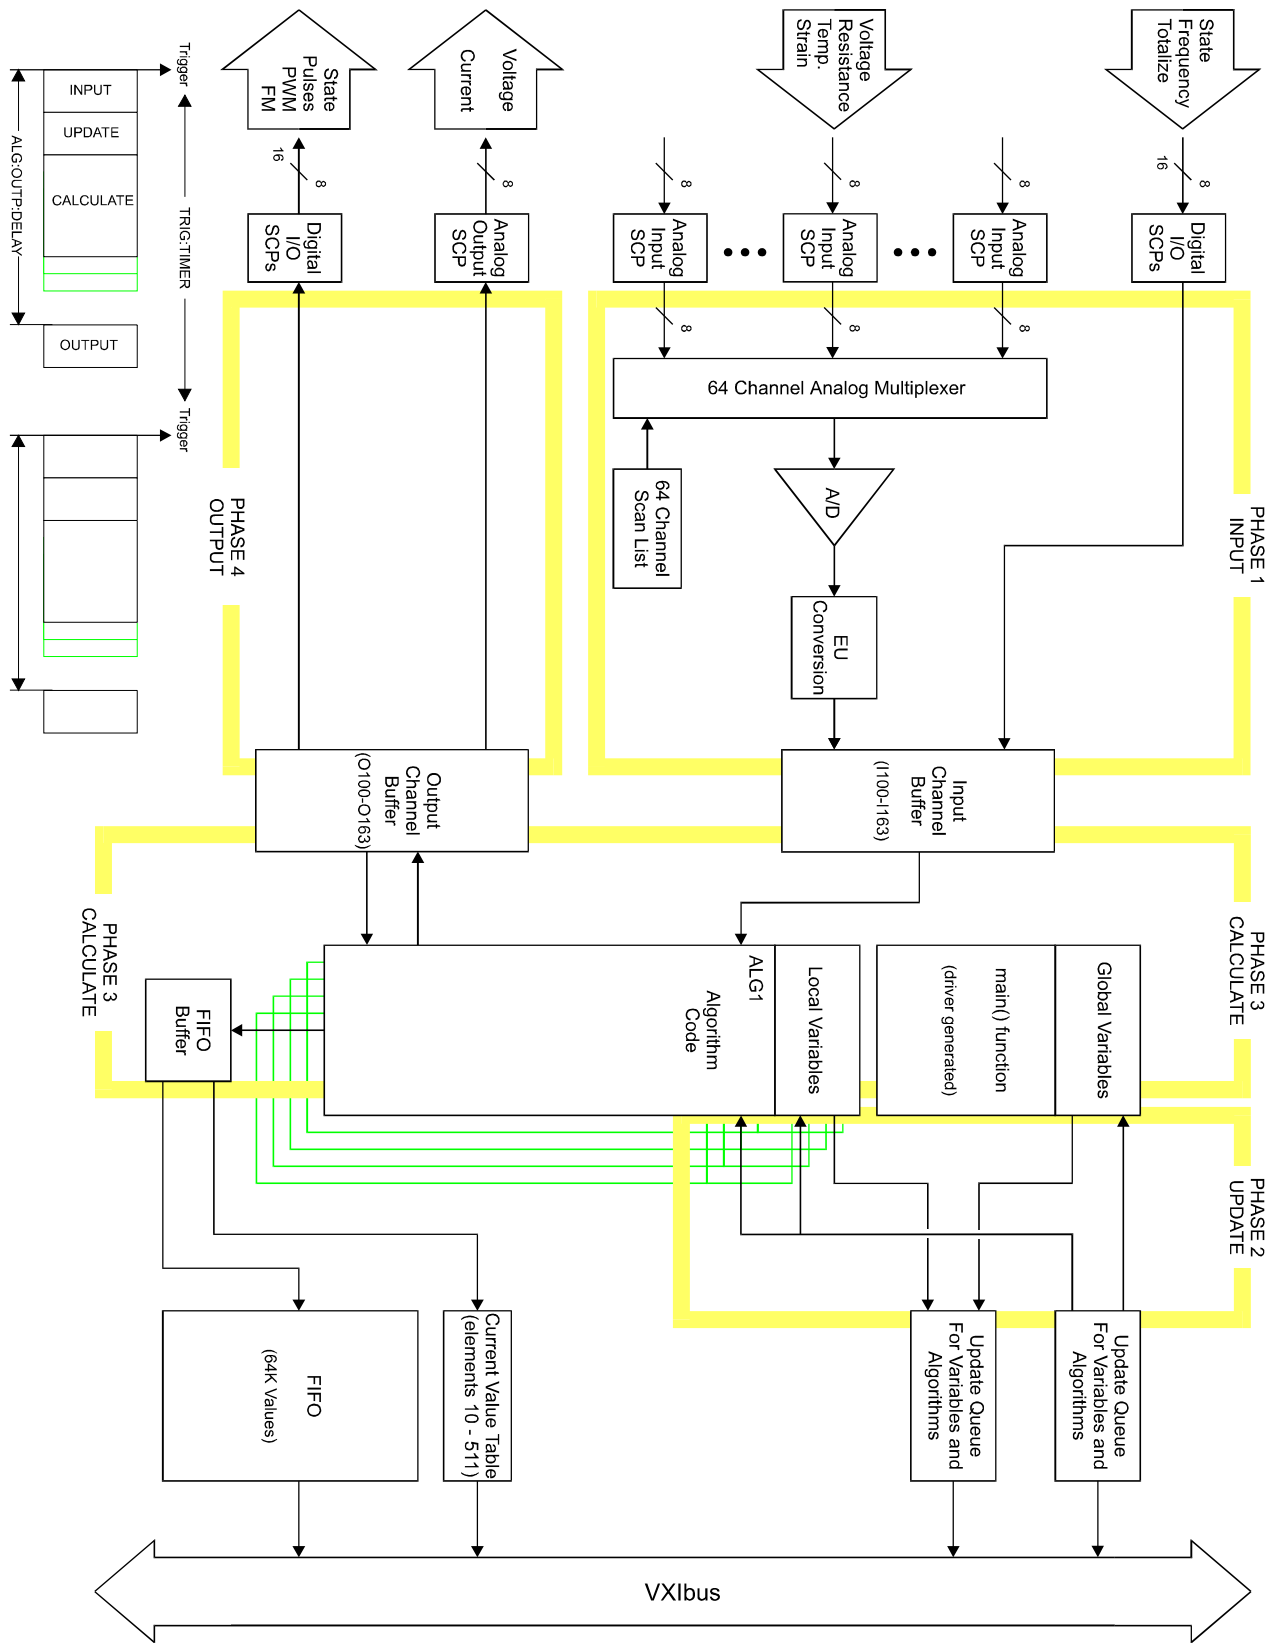 Trigger
INPUT
UPDATE
CALCULATE
OUTPUT
ALG:OUTP:DELAY
TRIG:TIMER
Trigger
State
Pulses
PWM
FM
Voltage
Current
Voltage
Resistance
Temp.
Strain
State
Frequency
Totalize
16
8
8
8
8
8
16
8
Digital
I/O
SCPs
Analog
Output
SCP
Analog
Input
SCP
Analog
Input
SCP
Analog
Input
SCP
Digital
I/O
SCPs
8
8
8
64 Channel Analog Multiplexer
64 Channel
Scan List
A/D
EU
Conversion
PHASE 4
OUTPUT
PHASE 1
INPUT
Output
Channel
Buffer
(O100-O163)
Input
Channel
Buffer
(I100-I163)
PHASE 3
CALCULATE
PHASE 3
CALCULATE
FIFO
Buffer
ALG1
Algorithm
Code
Local Variables
main() function
(driver generated)
Global Variables
PHASE 2
UPDATE
FIFO
(64K Values)
Current Value Table
(elements 10 - 511)
Update Queue
For Variables and
Algorithms
Update Queue
For Variables and
Algorithms
VXIbus